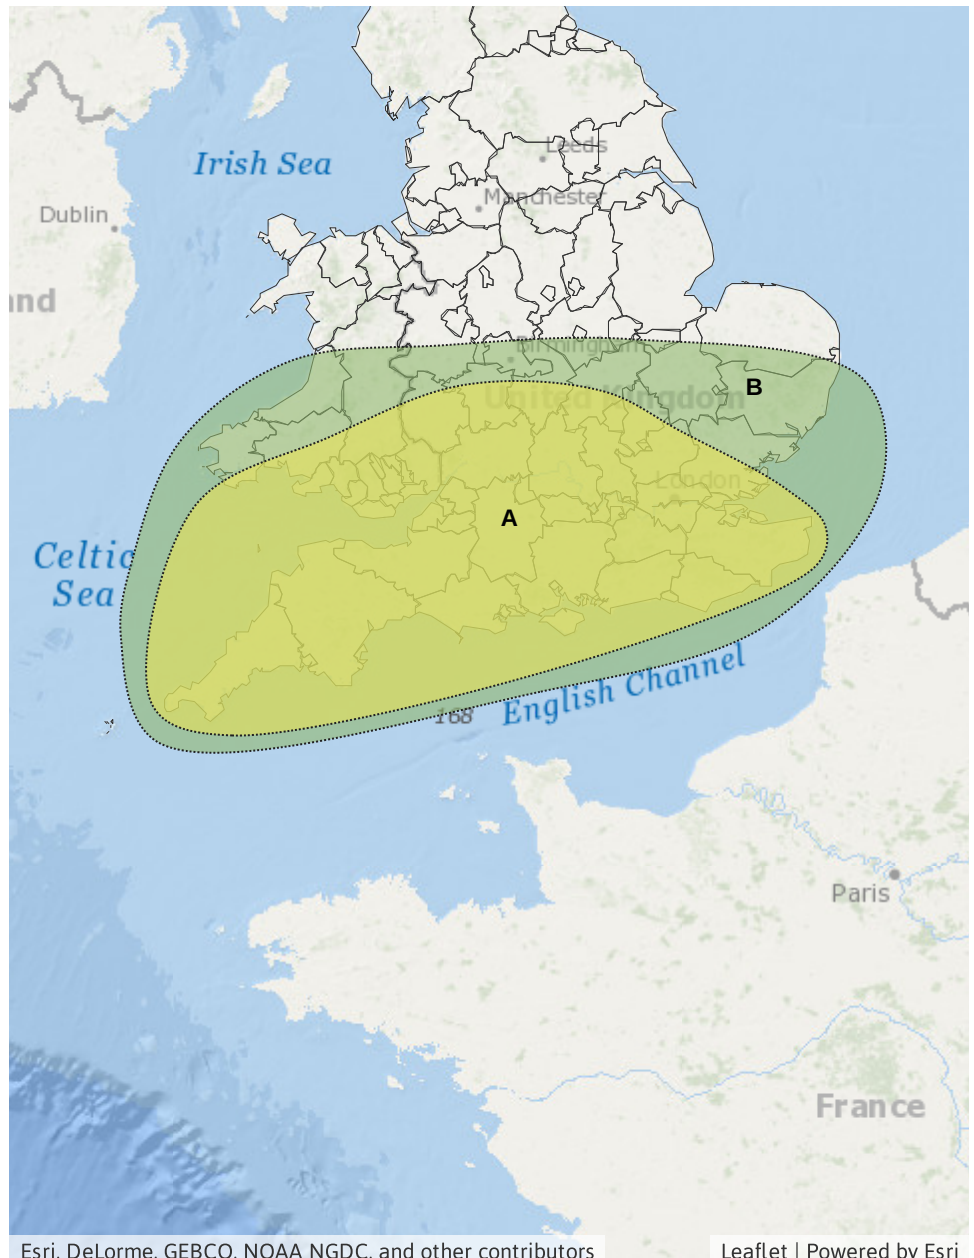 Leeds
Irish Sea
Manchester
Dublin
and
Birmingham
B
United Kingdom
London
A
Celtic
Sea
English Channel
168
Paris
France
Esri, DeLorme, GEBCO, NOAA NGDC, and other contributors
Leaflet | Powered by Esri